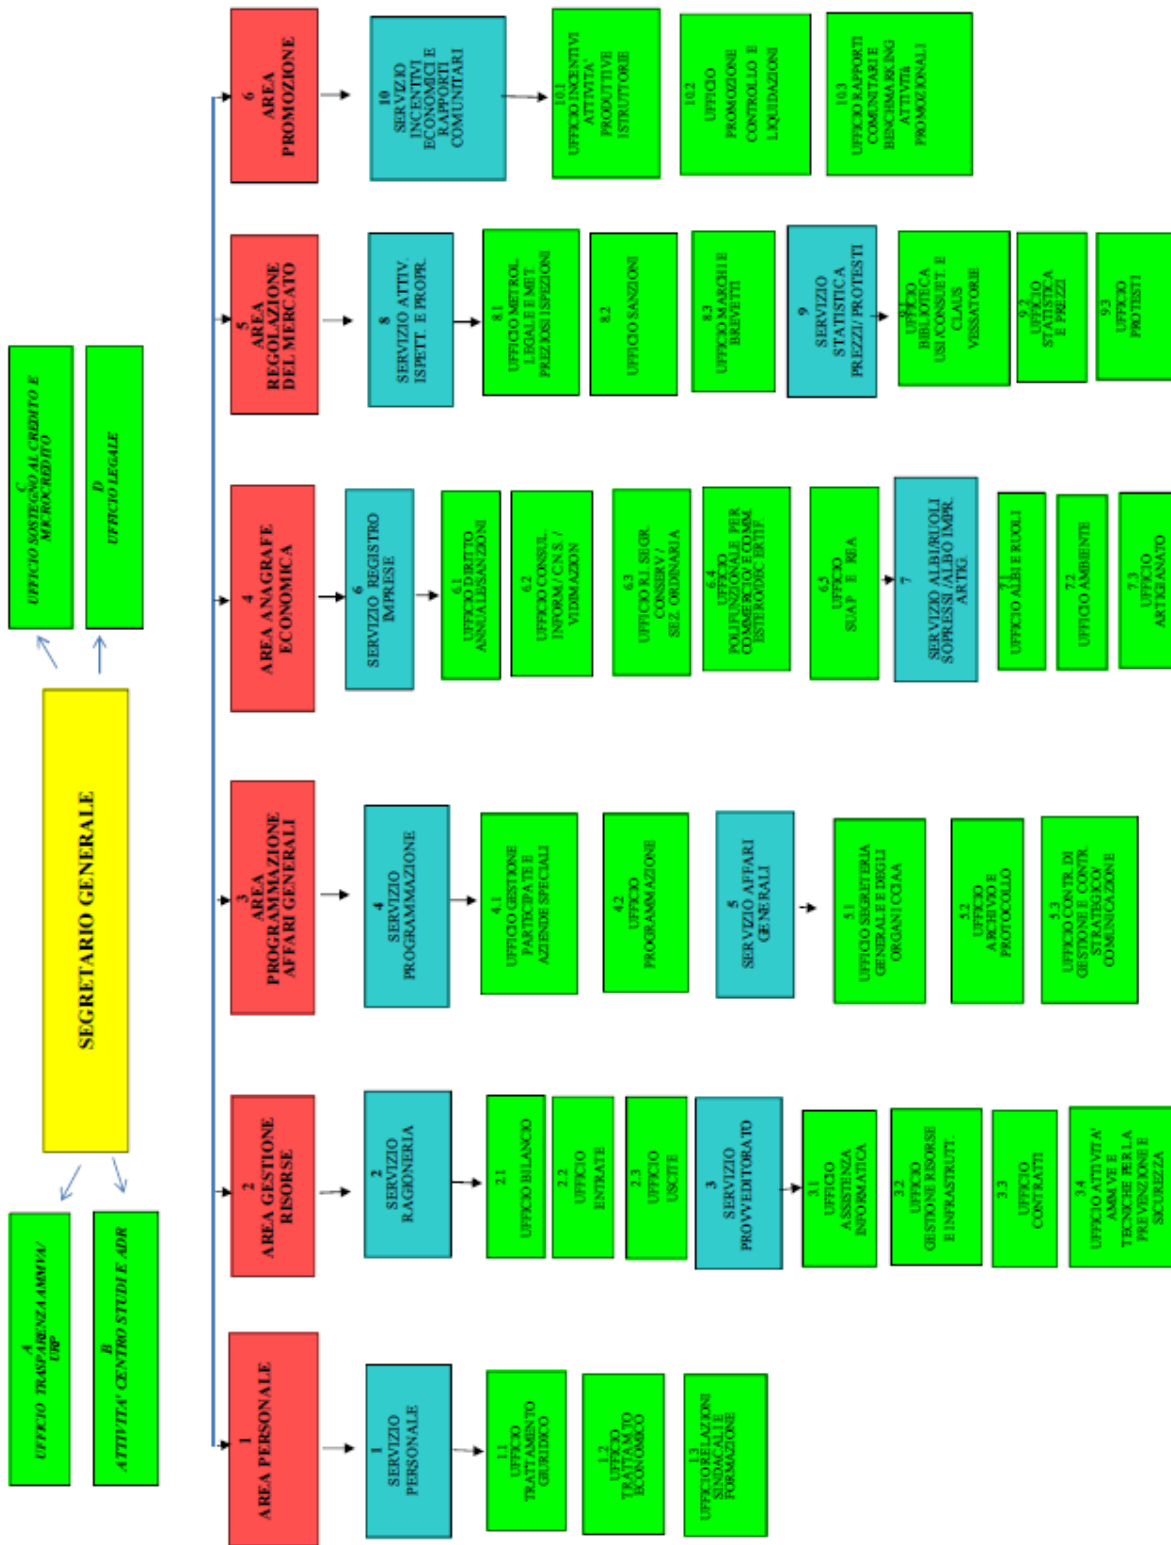 A
UFFICIO TRASPARENZA AMMVA/
URP
B
ATTIVITA' CENTRO STUDI E ADR
SEGRETARIO GENERALE
C
UFFICIO SOSTEGNO AL CREDITO E
MICROCREDITO
D
UFFICIO LEGALE
1
AREA PERSONALE
1
SERVIZIO
PERSONALE
1.1
UFFICIO
TRATTAMENTO
GIURIDICO
1.2
UFFICIO
TRATTAM.TO
ECONOMICO
1.3
UFFICIO RELAZIONI
SINDACALI E
FORMAZIONE
2
AREA GESTIONE
RISORSE
2
SERVIZIO
RAGIONERIA
2.1
UFFICIO BILANCIO
2.2
UFFICIO
ENTRATE
2.3
UFFICIO
USCITE
3
SERVIZIO
PROVVEDITORATO
3.1
UFFICIO
ASSISTENZA
INFORMATICA
3.2
UFFICIO
GESTIONE RISORSE
E INFRASTRUTT.
3.3
UFFICIO
CONTRATTI
3.4
UFFICIO ATTIVITA'
AMM.VE E
TECNICHE PER LA
PREVENZIONE E
SICUREZZA
3
AREA
PROGRAMMAZIONE
AFFARI GENERALI
4
SERVIZIO
PROGRAMMAZIONE
4.1
UFFICIO GESTIONE
PARTECIPATE E
AZIENDE SPECIALI
4.2
UFFICIO
PROGRAMMAZIONE
5
SERVIZIO AFFARI
GENERALI
5.1
UFFICIO SEGRETERIA
GENERALE E DEGLI
ORGANI CCIAA
5.2
UFFICIO
ARCHIVIO E
PROTOCOLLO
5.3
UFFICIO CONTR. DI
GESTIONE E CONTR.
STRATEGICO/
COMUNICAZIONE
4
AREA ANAGRAFE
ECONOMICA
6
SERVIZIO REGISTRO
IMPRESE
6.1
UFFICIO DIRITTO
ANNUALE/SANZIONI
6.2
UFFICIO CONSUL.
INFORM./ C.N.S. /
VIDIMAZION
6.3
UFFICIO R.I. SEGR.
CONSERV /
SEZ. ORDINARIA
6.4
UFFICIO
POLIFUNZIONALE PER
COMMERCIO/ E COMM.
ESTERO/DEC ERTIF.
6.5
UFFICIO
SUAP E REA
7
SERVIZIO ALBI/RUOLI
SOPRESSI /ALBO IMPR.
ARTIG.
7.1
UFFICIO ALBI E RUOLI
7.2
UFFICIO AMBIENTE
7.3
UFFICIO
ARTIGIANATO
5
AREA
REGOLAZIONE
DEL MERCATO
8
SERVIZIO ATTIV.
ISPETT. E PROPR.
8.1
UFFICIO METROL.
LEGALE E MET.
PREZIOSI ISPEZIONI
8.2
UFFICIO SANZIONI
8.3
UFFICIO MARCHI E
BREVETTI
9
SERVIZIO
STATISTICA
PREZZI/ PROTESTI
9.1
UFFICIO
BIBLIOTECA
USI/CONSUET. E
CLAUS
VESSATORIE
9.2
UFFICIO
STATISTICA
E PREZZI
9.3
UFFICIO
PROTESTI
6
AREA
PROMOZIONE
10
SERVIZIO
INCENTIVI
ECONOMICI E
RAPPORTI
COMUNITARI
10.1
UFFICIO INCENTIVI
ATTIVITA'
PRODUTTIVE
ISTRUTTORIE
10.2
UFFICIO
PROMOZIONE
CONTROLLO E
LIQUIDAZIONI
10.3
UFFICIO RAPPORTI
COMUNITARI E
BENCHMARKING
ATTIVITà
PROMOZIONALI